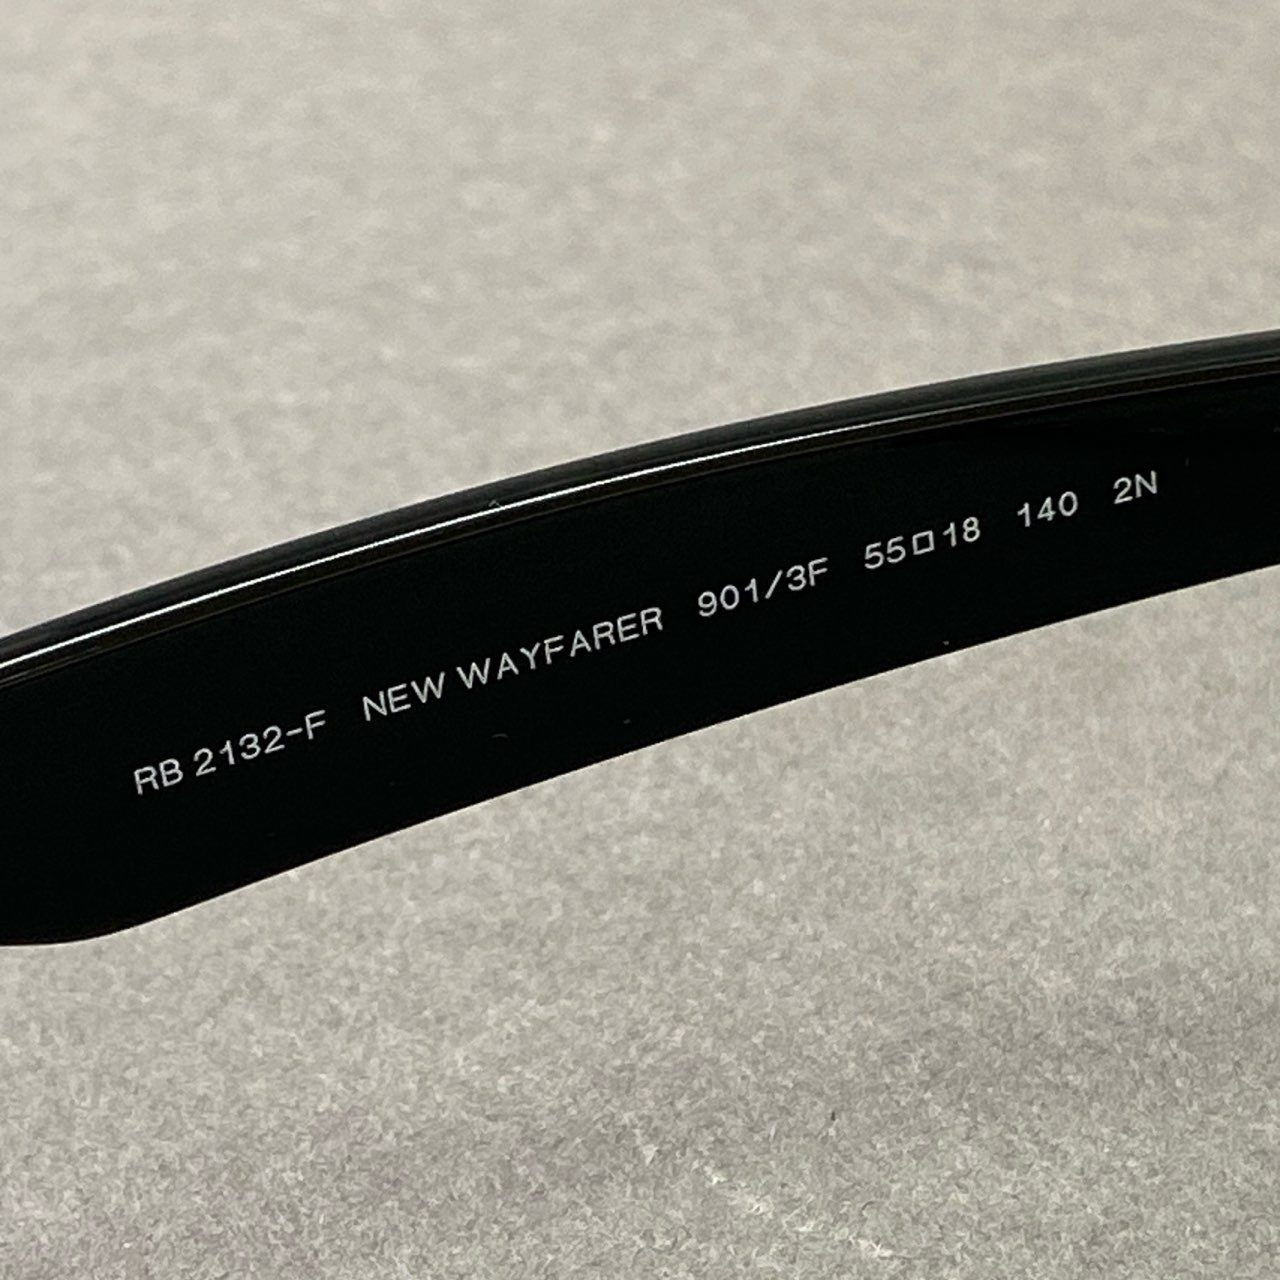 RB 2132-F NEW WAYFARER 901/3F 55□18 140 2N